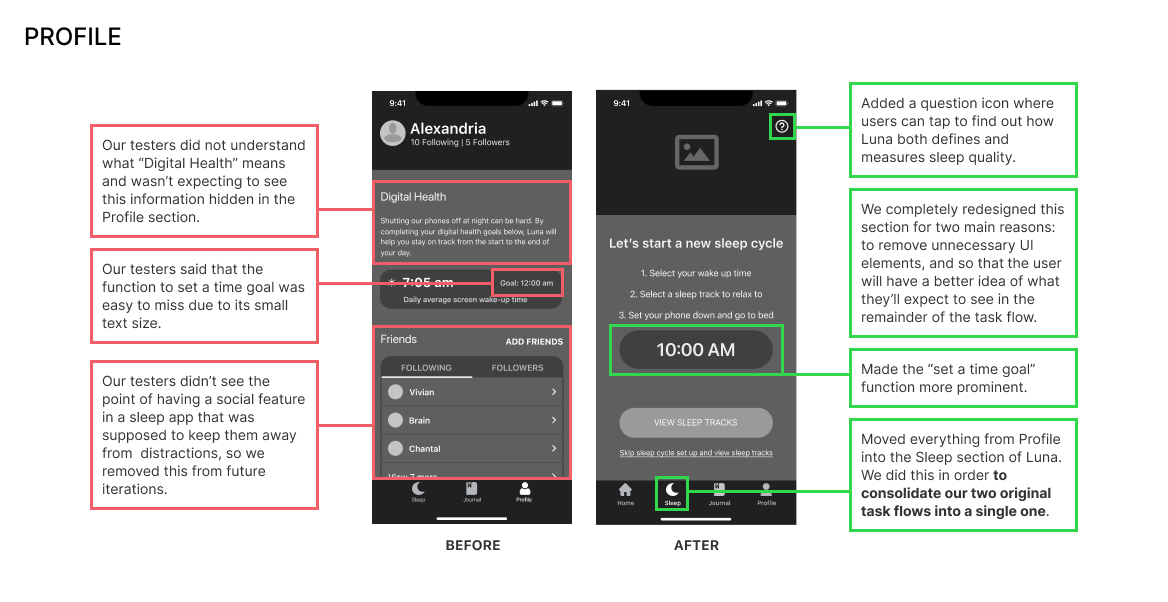 PROFILE
Our testers did not understand
what “Digital Health” means
and wasn’t expecting to see
this information hidden in the
Profile section.
Our testers said that the
function to set a time goal was
easy to miss due to its small
text size.
Our testers didn’t see the
point of having a social feature
in a sleep app that was
supposed to keep them away
from distractions, so we
removed this from future
iterations.
9:41
Alexandria
10 Following | 5 Followers
Digital Health
Shutting our phones off at night can be hard. By
completing your digital health goals below, Luna will
help you stay on track from the start to the end of
your day.
7:05 am
Goal: 12:00 am
Daily average screen wake-up time
Friends
ADD FRIENDS
FOLLOWING
FOLLOWERS
Vivian
Brain
Chantal
View 7 more
Sleep
Journal
Profile
BEFORE
9:41
?
Let’s start a new sleep cycle
1. Select your wake up time
2. Select a sleep track to relax to
3. Set your phone down and go to bed
10:00 AM
VIEW SLEEP TRACKS
Skip sleep cycle set up and view sleep tracks
Home
Sleep
Journal
Profile
AFTER
Added a question icon where
users can tap to find out how
Luna both defines and
measures sleep quality.
We completely redesigned this
section for two main reasons:
to remove unnecessary UI
elements, and so that the user
will have a better idea of what
they’ll expect to see in the
remainder of the task flow.
Made the “set a time goal”
function more prominent.
Moved everything from Profile
into the Sleep section of Luna.
We did this in order to
consolidate our two original
task flows into a single one.